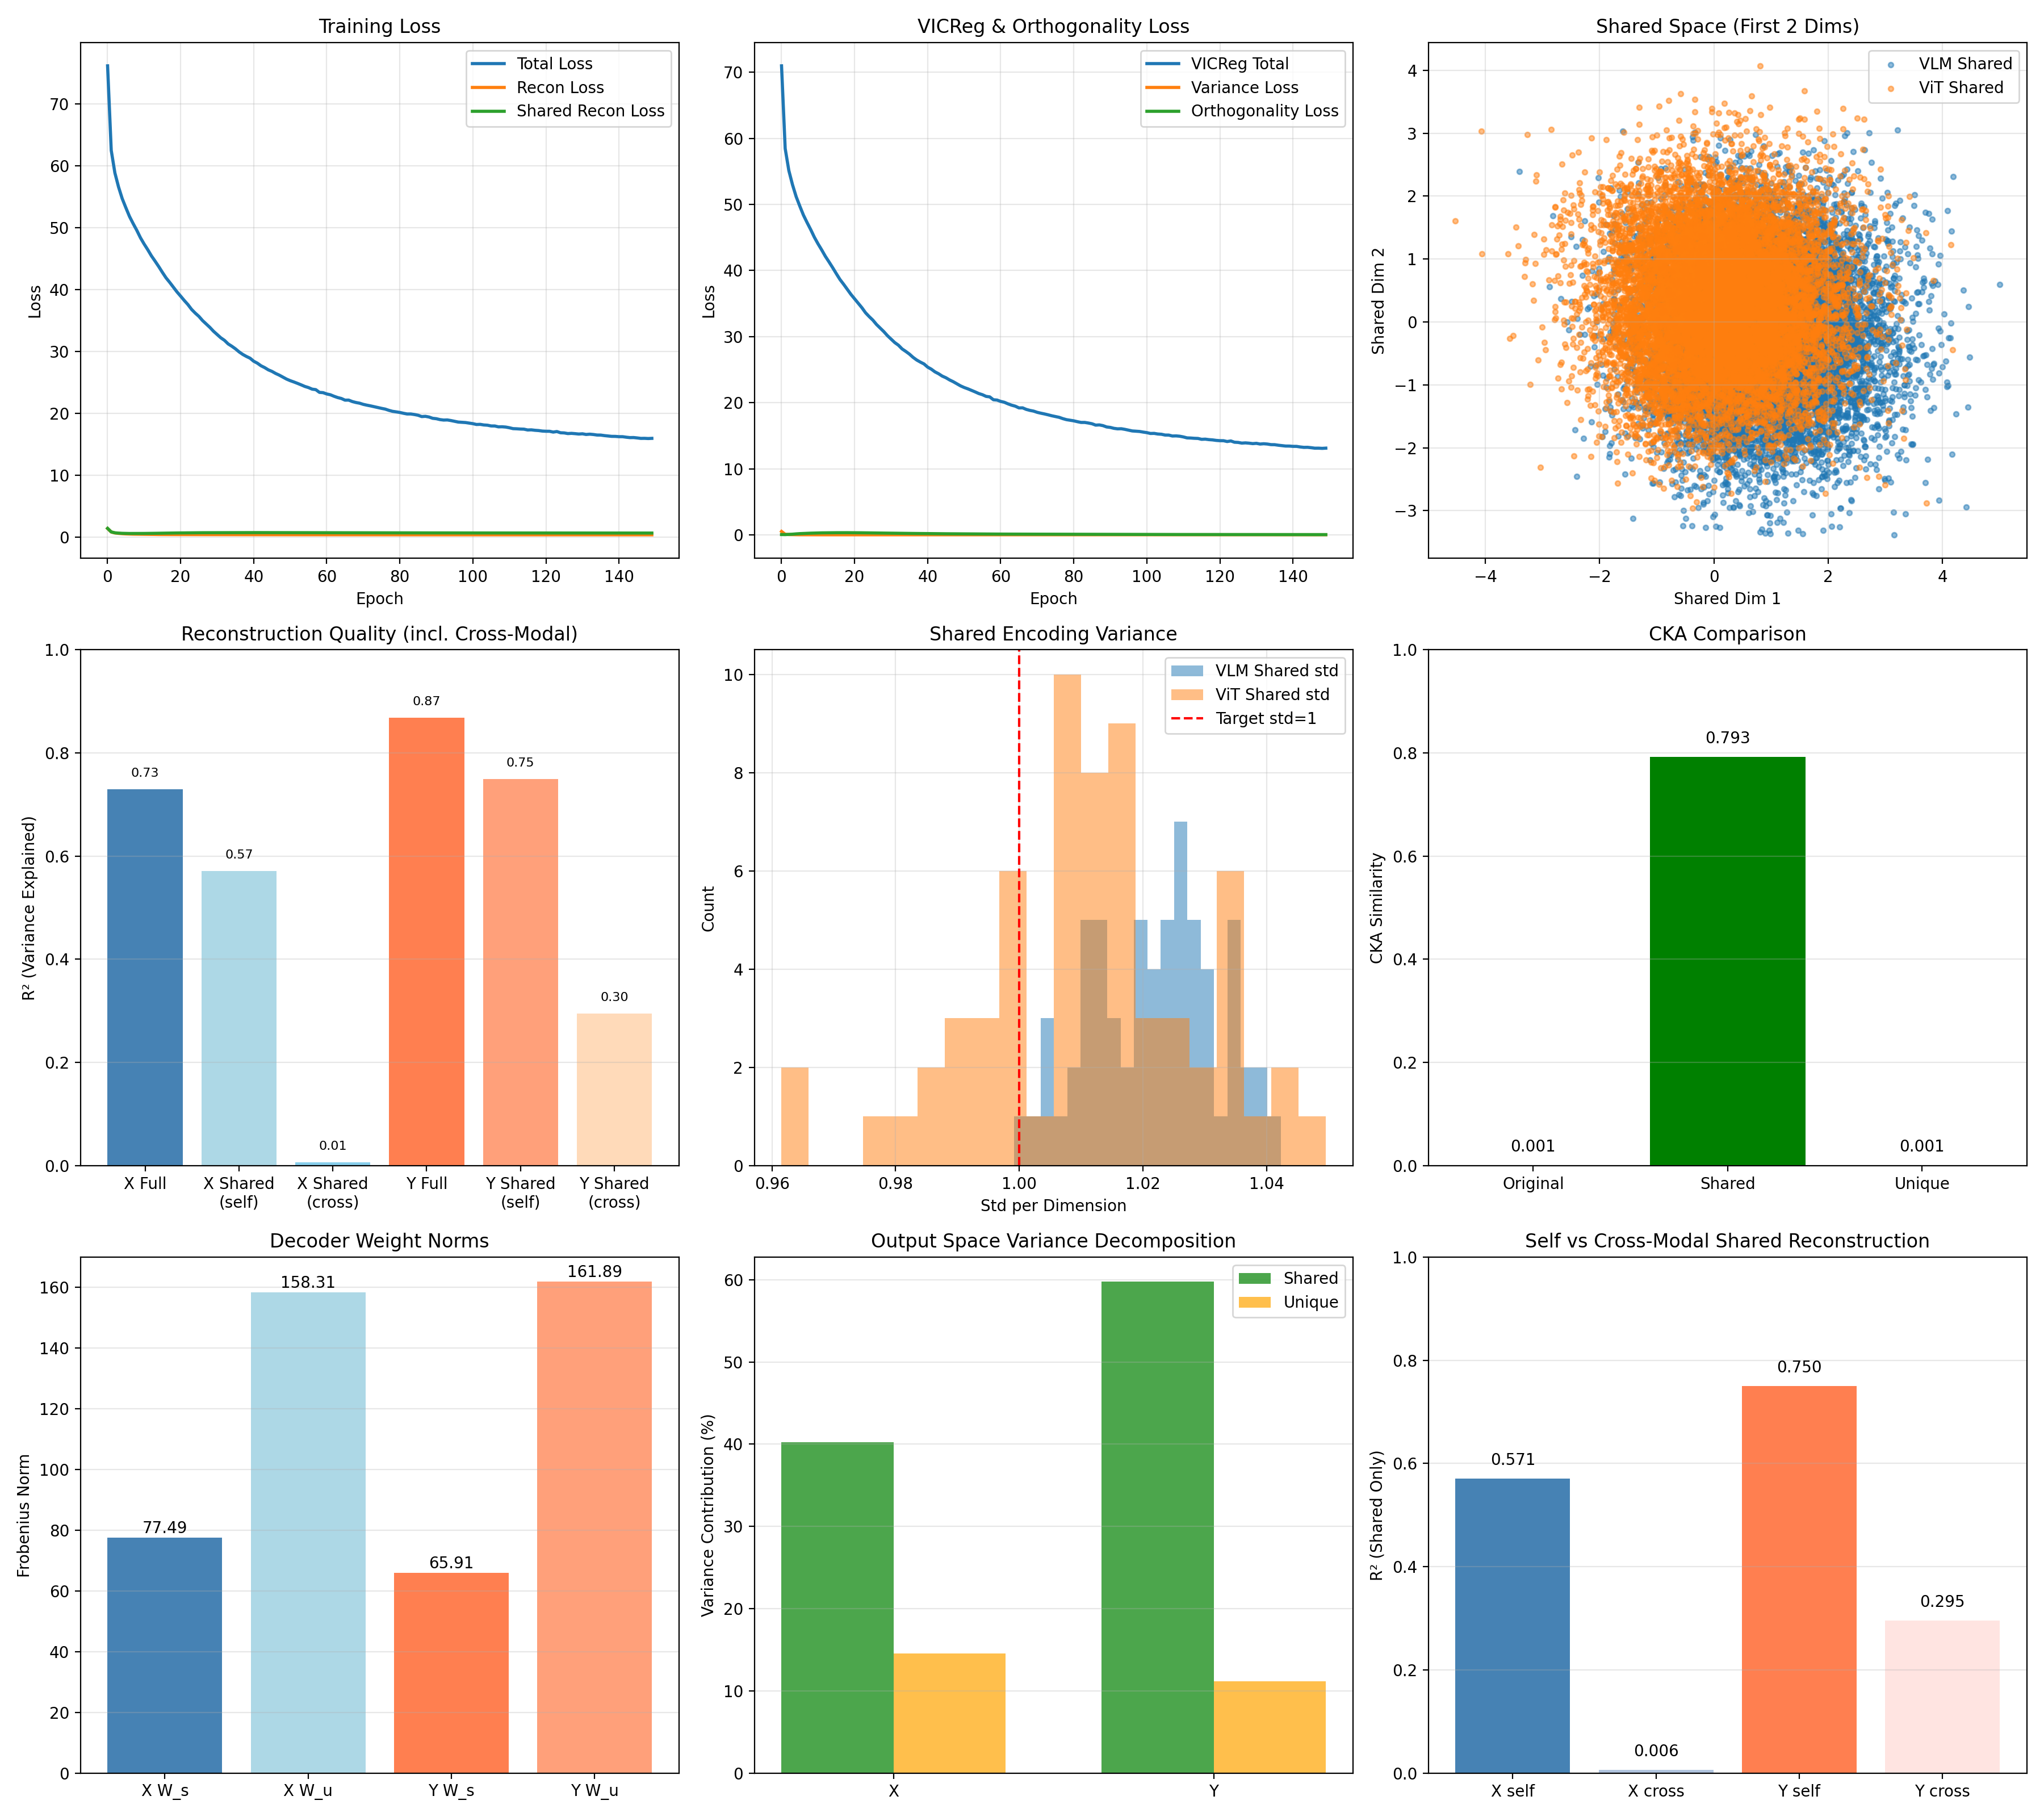 Training Loss
Total Loss
Recon Loss
Shared Recon Loss
Loss
70
60
50
40
30
20
10
0
0 20 40 60 80 100 120 140
Epoch
VICReg & Orthogonality Loss
VICReg Total
Variance Loss
Orthogonality Loss
Loss
70
60
50
40
30
20
10
0
0 20 40 60 80 100 120 140
Epoch
Shared Space (First 2 Dims)
VLM Shared
ViT Shared
Shared Dim 2
4
3
2
1
0
−1
−2
−3
−4 −2 0 2 4
Shared Dim 1
Reconstruction Quality (incl. Cross-Modal)
R² (Variance Explained)
1.0
0.8
0.6
0.4
0.2
0.0
0.73 0.57 0.01 0.87 0.75 0.30
X Full X Shared (self) X Shared (cross) Y Full Y Shared (self) Y Shared (cross)
Shared Encoding Variance
VLM Shared std
ViT Shared std
Target std=1
Count
10
8
6
4
2
0
0.96 0.98 1.00 1.02 1.04
Std per Dimension
CKA Comparison
CKA Similarity
1.0
0.8
0.6
0.4
0.2
0.0
0.001 0.793 0.001
Original Shared Unique
Decoder Weight Norms
Frobenius Norm
160
140
120
100
80
60
40
20
0
77.49 158.31 65.91 161.89
X W_s X W_u Y W_s Y W_u
Output Space Variance Decomposition
Shared
Unique
Variance Contribution (%)
60
50
40
30
20
10
0
X Y
Self vs Cross-Modal Shared Reconstruction
R² (Shared Only)
1.0
0.8
0.6
0.4
0.2
0.0
0.571 0.006 0.750 0.295
X self X cross Y self Y cross